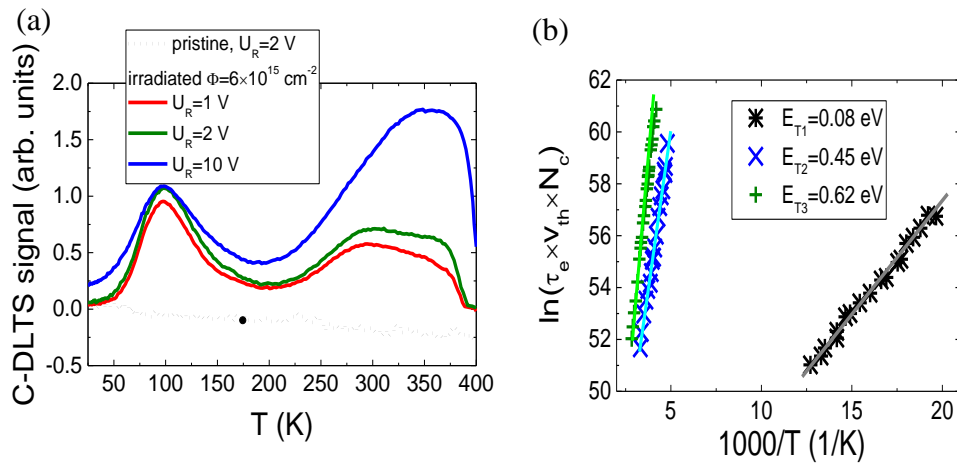 (a)
pristine, U_R=2 V
irradiated Φ=6×10^15 cm^-2
U_R=1 V
U_R=2 V
U_R=10 V
C-DLTS signal (arb. units)
2.0
1.5
1.0
0.5
0.0
-0.5
50 100 150 200 250 300 350 400
T (K)
(b)
E_T1=0.08 eV
E_T2=0.45 eV
E_T3=0.62 eV
ln(τ_e×v_th×N_c)
62
60
58
56
54
52
50
5 10 15 20
1000/T (1/K)